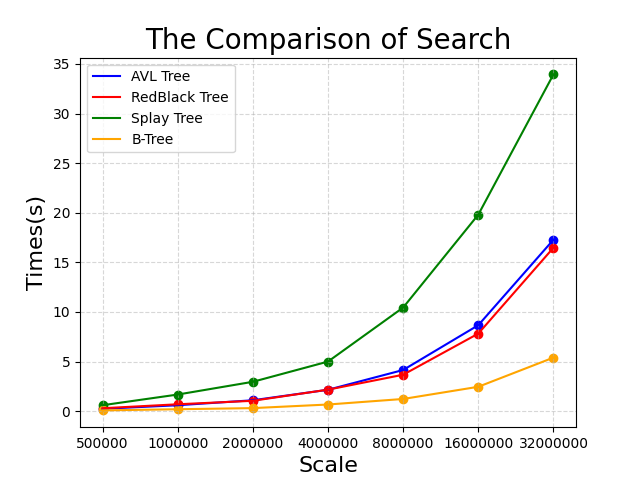 The Comparison of Search
AVL Tree
RedBlack Tree
Splay Tree
B-Tree
Times(s)
35
30
25
20
15
10
5
0
500000 1000000 2000000 4000000 8000000 16000000 32000000
Scale